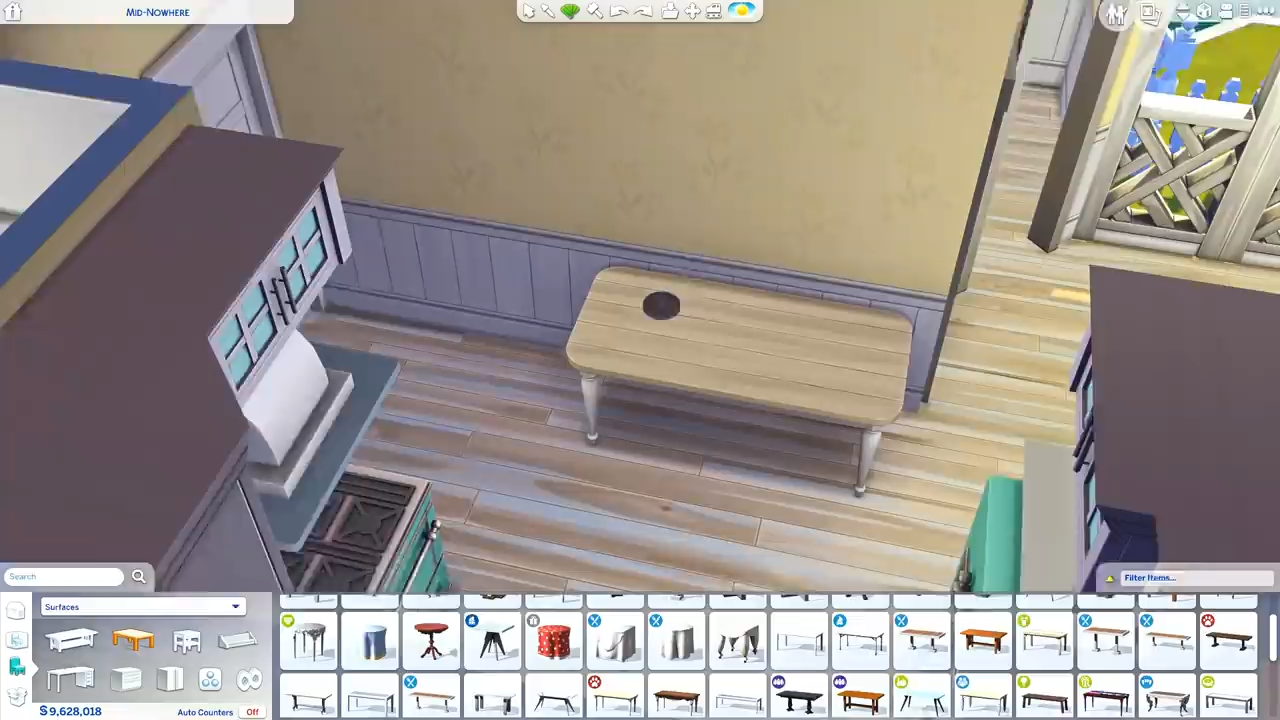 Mid-Nowhere
Search
Filter Items...
Surfaces
$9,628,018
Auto Counters Off